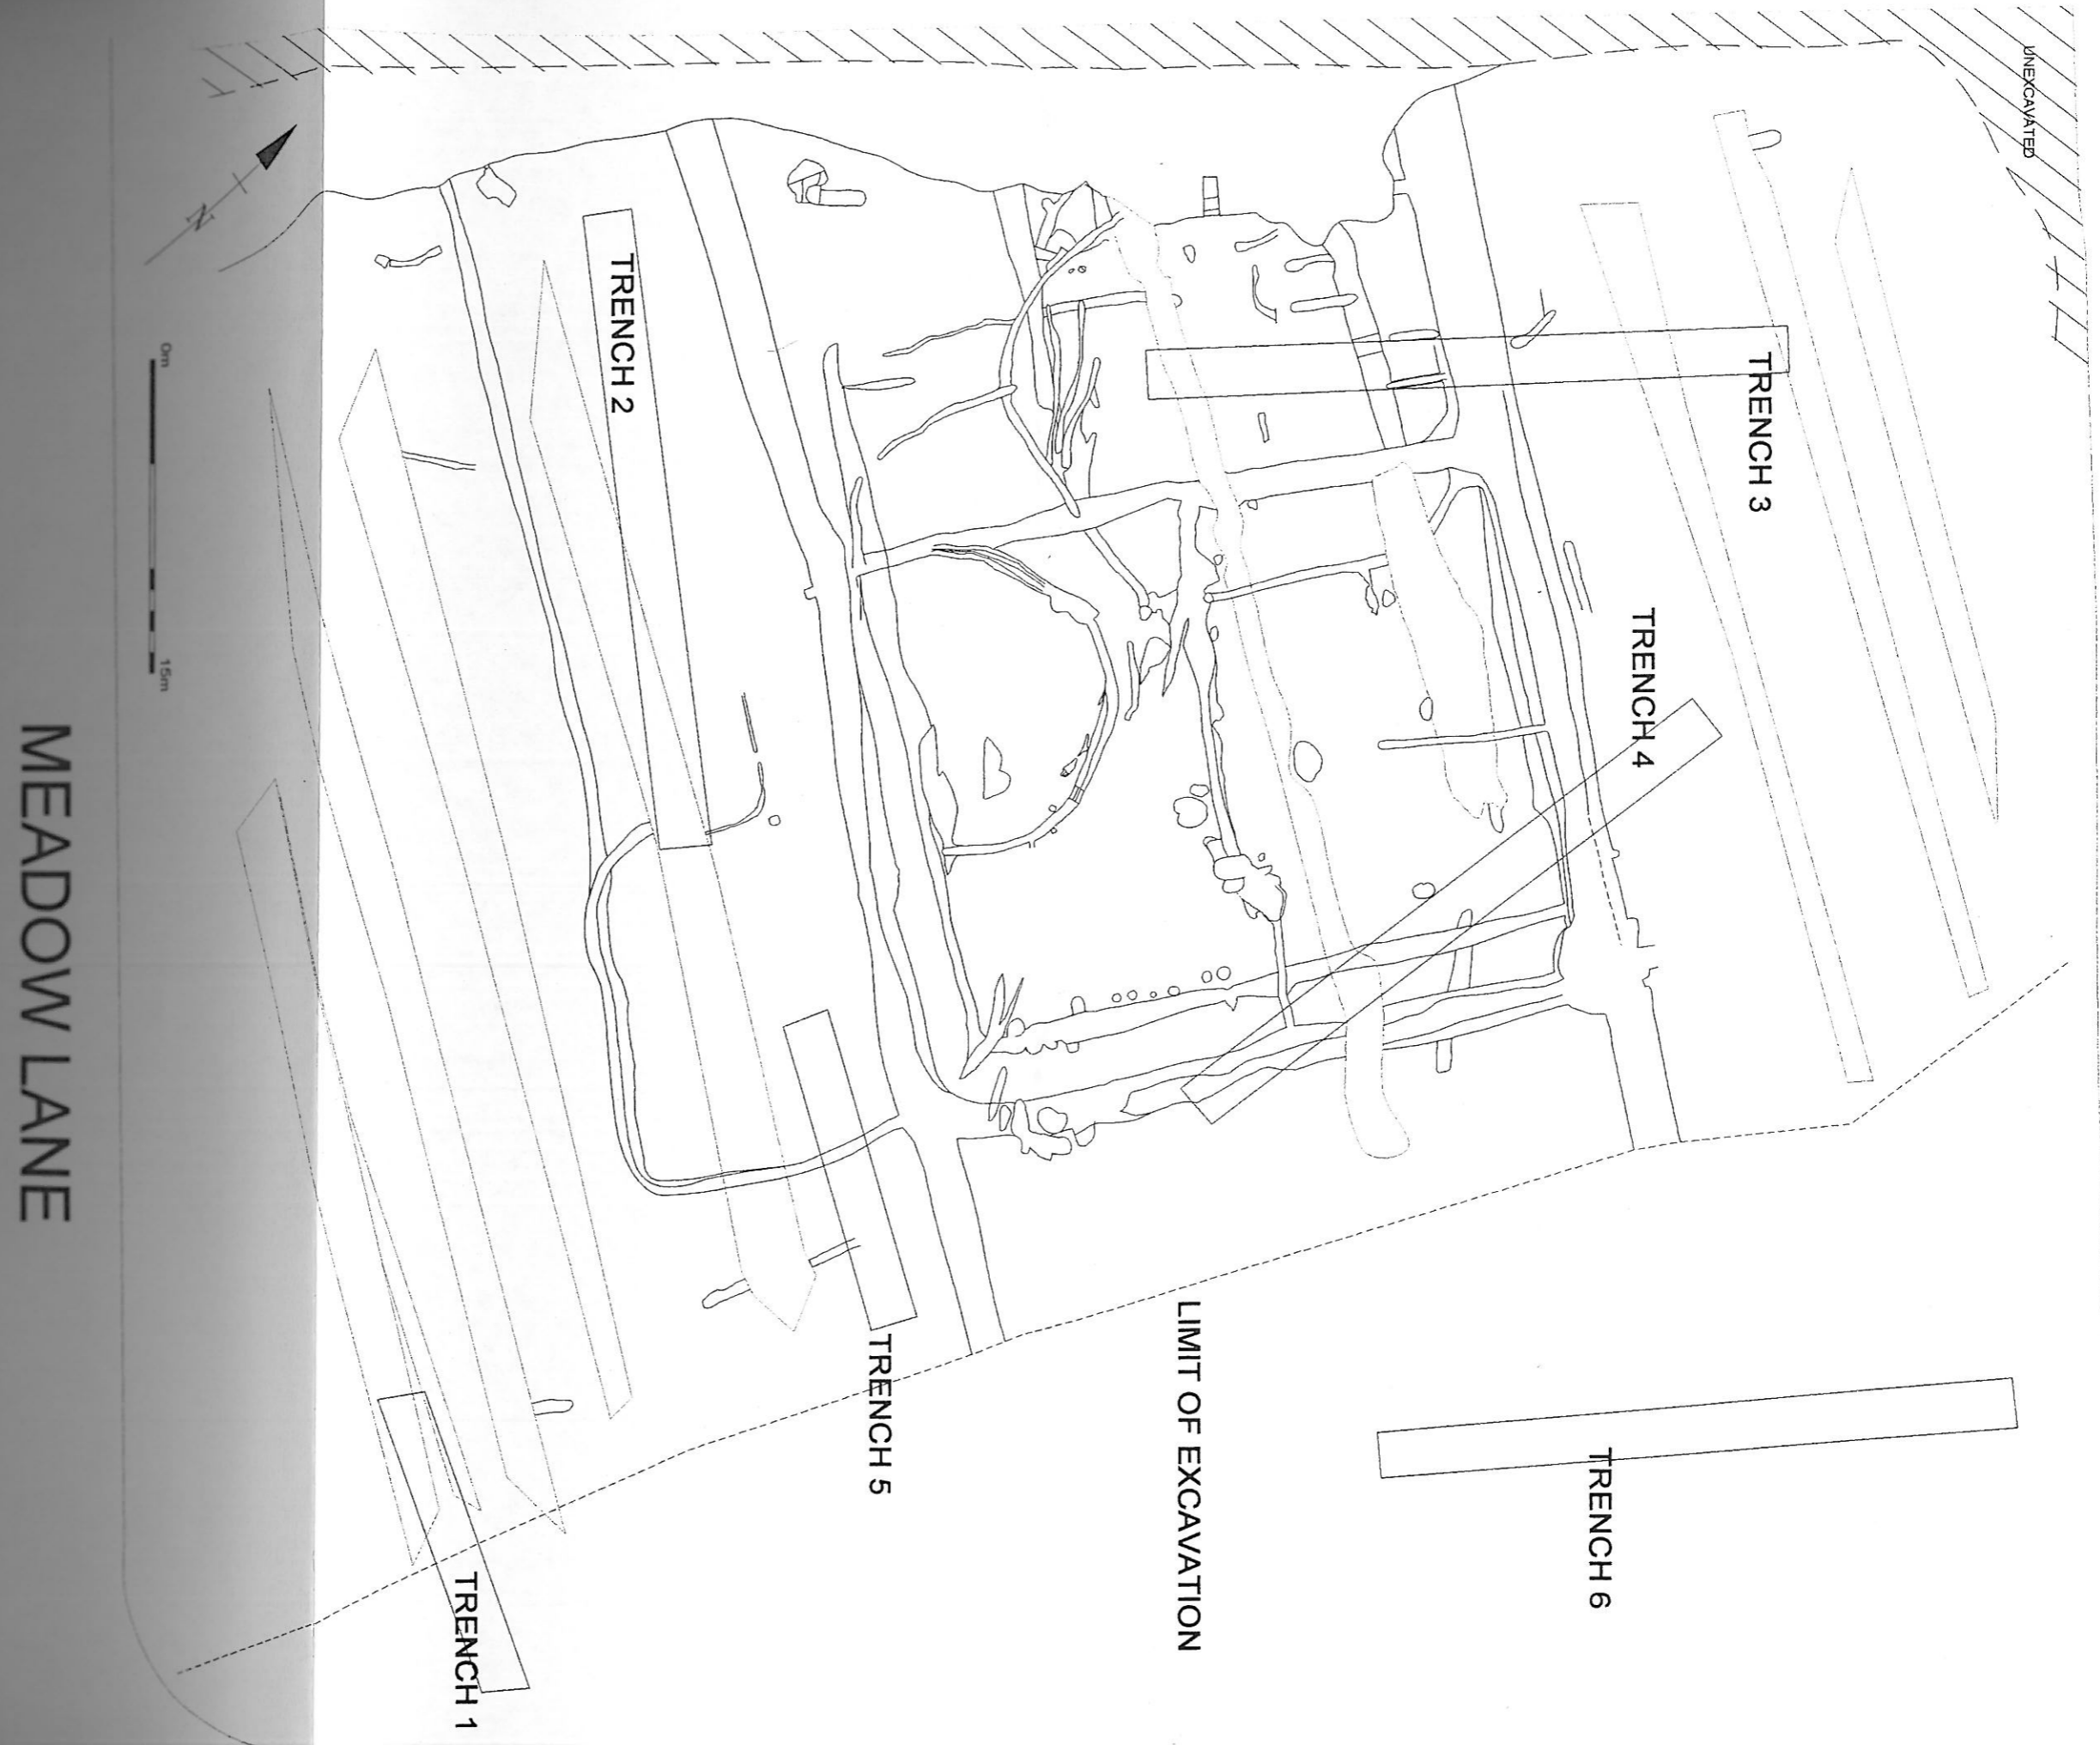 UNEXCAVATED
N
TRENCH 2
TRENCH 3
0m
15m
TRENCH 4
MEADOW LANE
LIMIT OF EXCAVATION
TRENCH 5
TRENCH 6
TRENCH 1